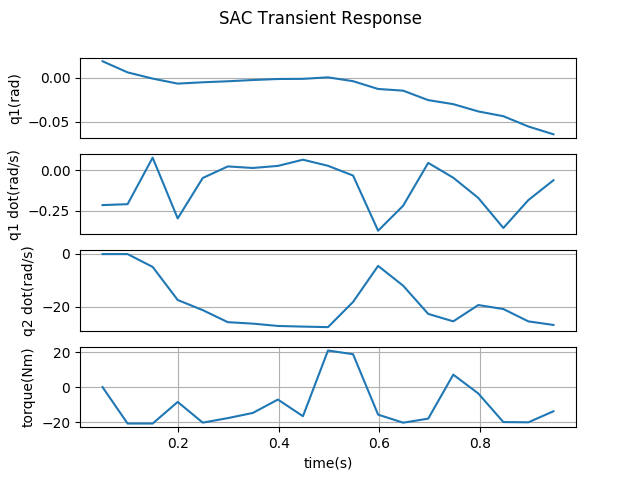 SAC Transient Response
q1(rad)
0.00
−0.05
q1 dot(rad/s)
0.00
−0.25
q2 dot(rad/s)
0
−20
torque(Nm)
20
0
−20
0.2 0.4 0.6 0.8
time(s)